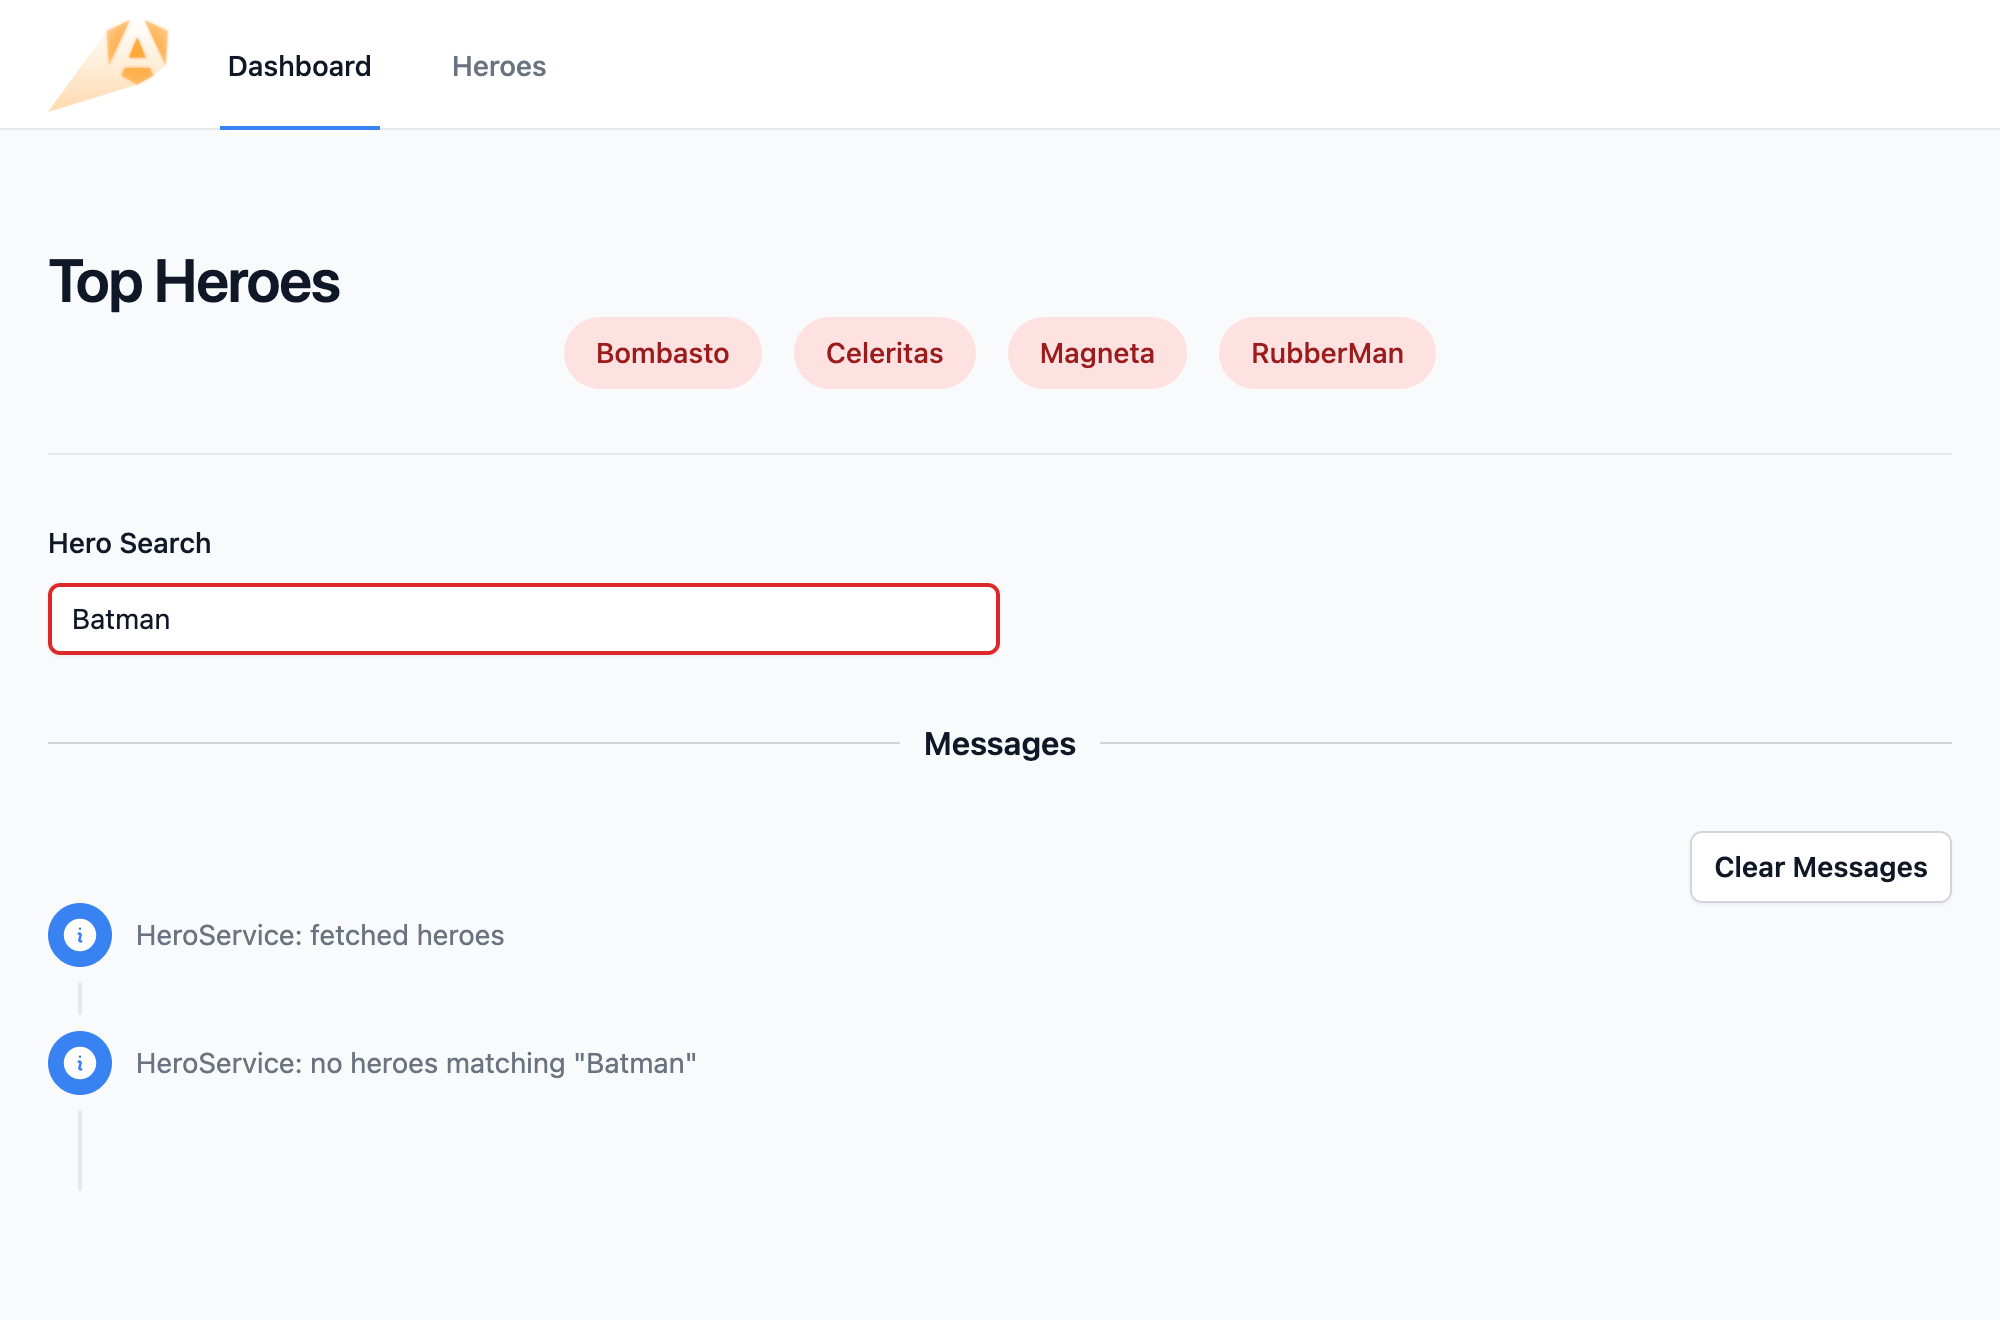 Dashboard Heroes
Top Heroes
Bombasto Celeritas Magneta RubberMan
Hero Search
Batman
Messages
Clear Messages
HeroService: fetched heroes
HeroService: no heroes matching "Batman"